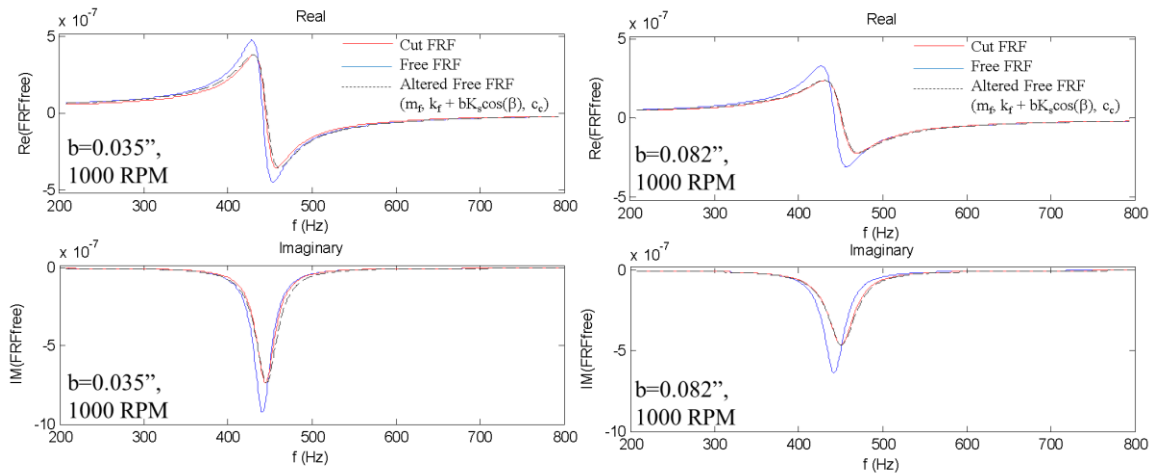 Real
x 10^-7
5
0
-5
Re(FRFfree)
Cut FRF
Free FRF
Altered Free FRF
(m_f, k_f + bK_s cos(β), c_c)
b=0.035”,
1000 RPM
200 300 400 500 600 700 800
f (Hz)
Real
x 10^-7
5
0
-5
Re(FRFfree)
Cut FRF
Free FRF
Altered Free FRF
(m_f, k_f + bK_s cos(β), c_c)
b=0.082”,
1000 RPM
200 300 400 500 600 700 800
f (Hz)
Imaginary
x 10^-7
0
-5
-10
IM(FRFfree)
b=0.035”,
1000 RPM
200 300 400 500 600 700 800
f (Hz)
Imaginary
x 10^-7
0
-5
-10
IM(FRFfree)
b=0.082”,
1000 RPM
200 300 400 500 600 700 800
f (Hz)